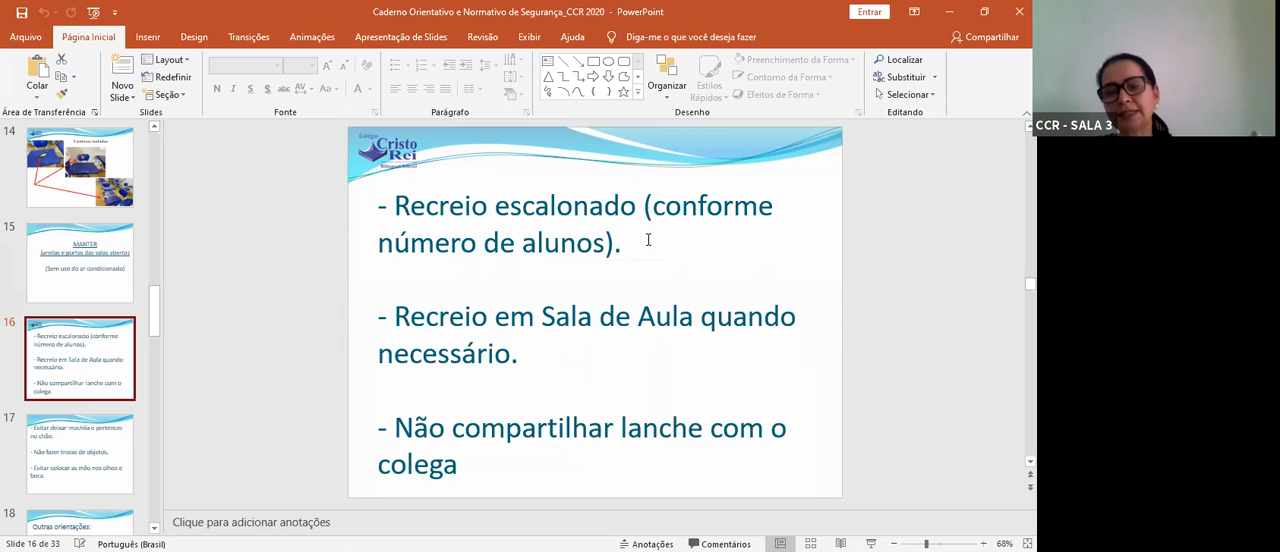 Caderno Orientativo e Normativo de Segurança_CCR 2020 - PowerPoint
Entrar
Arquivo
Página Inicial
Inserir
Design
Transições
Animações
Apresentação de Slides
Revisão
Exibir
Ajuda
Diga-me o que você deseja fazer
Compartilhar
Colar
Novo
Slide
Layout
Redefinir
Seção
N I S
Organizar
Estilos
Rápidos
Preenchimento da Forma
Contorno da Forma
Efeitos de Forma
Localizar
Substituir
Selecionar
Área de Transferência
Slides
Fonte
Parágrafo
Desenho
Editando
CCR - SALA 3
14
15
MANTER
Janelas e portas das salas abertas
(Sem uso do ar condicionado)
16
- Recreio escalonado (conforme
número de alunos).
- Recreio em Sala de Aula quando
necessário.
- Não compartilhar lanche com o
colega
17
- Evitar deixar mochila e pertences
no chão.
- Não fazer trocas de objetos.
- Evitar colocar as mão nos olhos e
boca.
18
Outras orientações:
Colégio
Cristo
Rei
- Recreio escalonado (conforme
número de alunos).
- Recreio em Sala de Aula quando
necessário.
- Não compartilhar lanche com o
colega
Clique para adicionar anotações
Slide 16 de 33
Português (Brasil)
Anotações
Comentários
68%